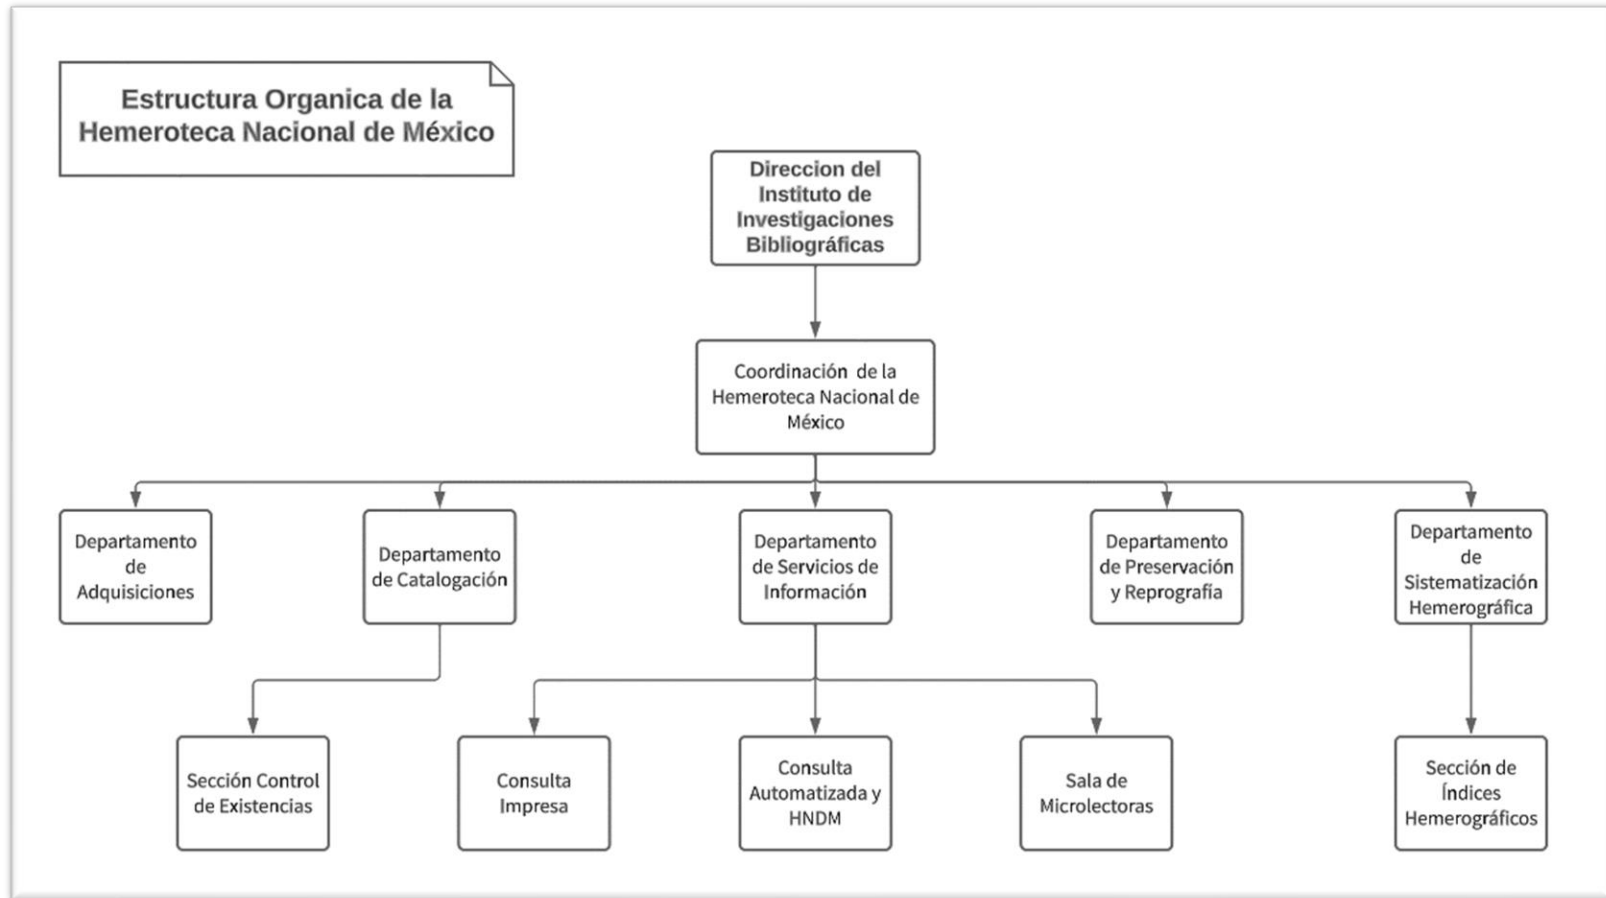 Estructura Organica de la
Hemeroteca Nacional de México
Direccion del
Instituto de
Investigaciones
Bibliográficas
Coordinación de la
Hemeroteca Nacional de
México
Departamento
de
Adquisiciones
Departamento
de Catalogación
Departamento
de Servicios de
Información
Departamento
de Preservación
y Reprografía
Departamento
de
Sistematización
Hemerográfica
Sección Control
de Existencias
Consulta
Impresa
Consulta
Automatizada y
HNDM
Sala de
Microlectoras
Sección de
Índices
Hemerográficos